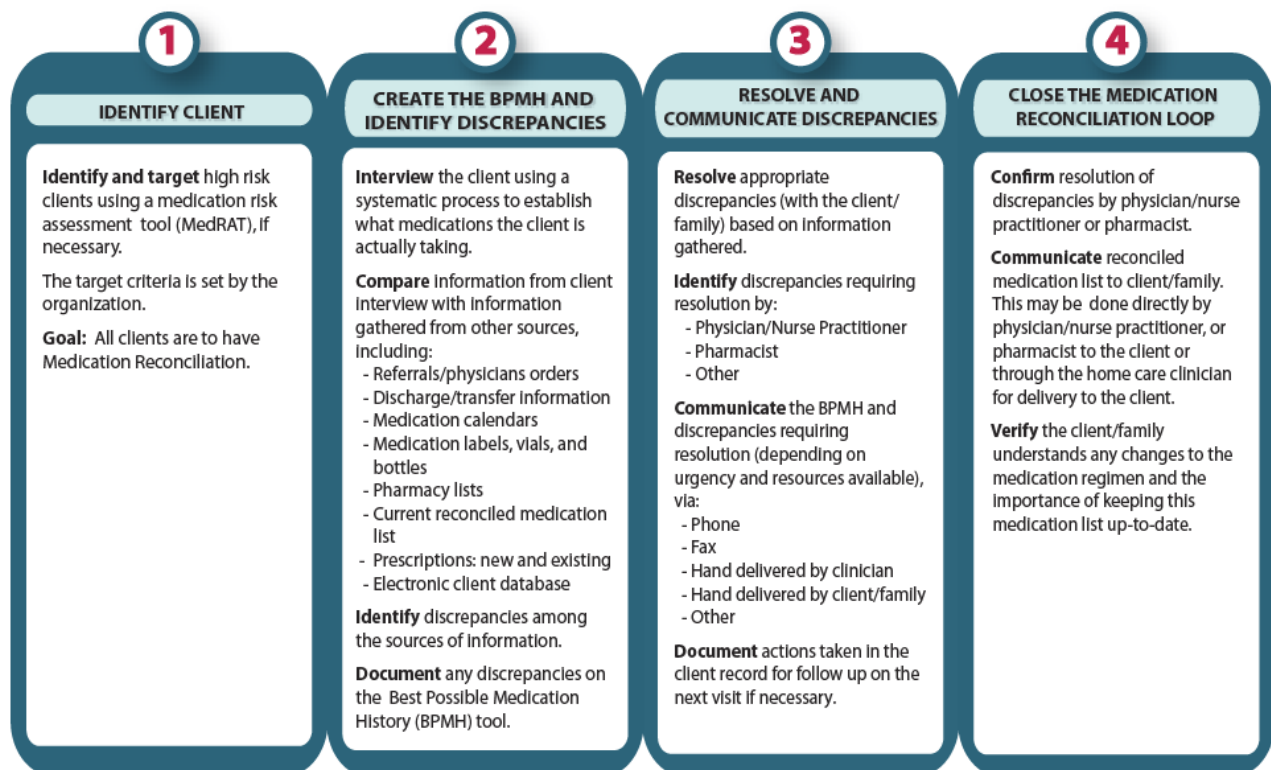 1
IDENTIFY CLIENT
Identify and target high risk
clients using a medication risk
assessment tool (MedRAT), if
necessary.
The target criteria is set by the
organization.
Goal: All clients are to have
Medication Reconciliation.
2
CREATE THE BPMH AND
IDENTIFY DISCREPANCIES
Interview the client using a
systematic process to establish
what medications the client is
actually taking.
Compare information from client
interview with information
gathered from other sources,
including:
- Referrals/physicians orders
- Discharge/transfer information
- Medication calendars
- Medication labels, vials, and
bottles
- Pharmacy lists
- Current reconciled medication
list
- Prescriptions: new and existing
- Electronic client database
Identify discrepancies among
the sources of information.
Document any discrepancies on
the Best Possible Medication
History (BPMH) tool.
3
RESOLVE AND
COMMUNICATE DISCREPANCIES
Resolve appropriate
discrepancies (with the client/
family) based on information
gathered.
Identify discrepancies requiring
resolution by:
- Physician/Nurse Practitioner
- Pharmacist
- Other
Communicate the BPMH and
discrepancies requiring
resolution (depending on
urgency and resources available),
via:
- Phone
- Fax
- Hand delivered by clinician
- Hand delivered by client/family
- Other
Document actions taken in the
client record for follow up on the
next visit if necessary.
4
CLOSE THE MEDICATION
RECONCILIATION LOOP
Confirm resolution of
discrepancies by physician/nurse
practitioner or pharmacist.
Communicate reconciled
medication list to client/family.
This may be done directly by
physician/nurse practitioner, or
pharmacist to the client or
through the home care clinician
for delivery to the client.
Verify the client/family
understands any changes to the
medication regimen and the
importance of keeping this
medication list up-to-date.